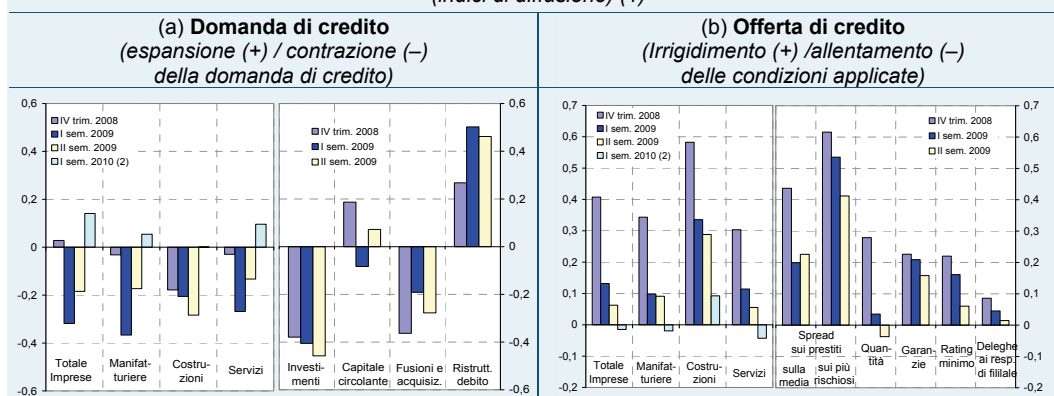 (indici di diffusione) (1)
(a) Domanda di credito
(espansione (+) / contrazione (–)
della domanda di credito)
(b) Offerta di credito
(Irrigidimento (+) /allentamento (–)
delle condizioni applicate)
0,6
0,4
0,2
0
-0,2
-0,4
-0,6
IV trim. 2008
I sem. 2009
II sem. 2009
I sem. 2010 (2)
Totale
Imprese
Manifat-
turiere
Costru-
zioni
Servizi
IV trim. 2008
I sem. 2009
II sem. 2009
Investi-
menti
Capitale
circolante
Fusioni e
acquisiz.
Ristrutt.
debito
0,6
0,4
0,2
0
-0,2
-0,4
-0,6
0,7
0,6
0,5
0,4
0,3
0,2
0,1
0
-0,1
-0,2
IV trim. 2008
I sem. 2009
II sem. 2009
I sem. 2010 (2)
Totale
Imprese
Manifat-
turiere
Costru-
zioni
Servizi
IV trim. 2008
I sem. 2009
II sem. 2009
Spread
sui prestiti
sulla
media
sui più
rischiosi
Quan-
tità
Garan-
zie
Rating
minimo
Deleghe
ai resp.
di fililale
0,7
0,6
0,5
0,4
0,3
0,2
0,1
0
-0,1
-0,2